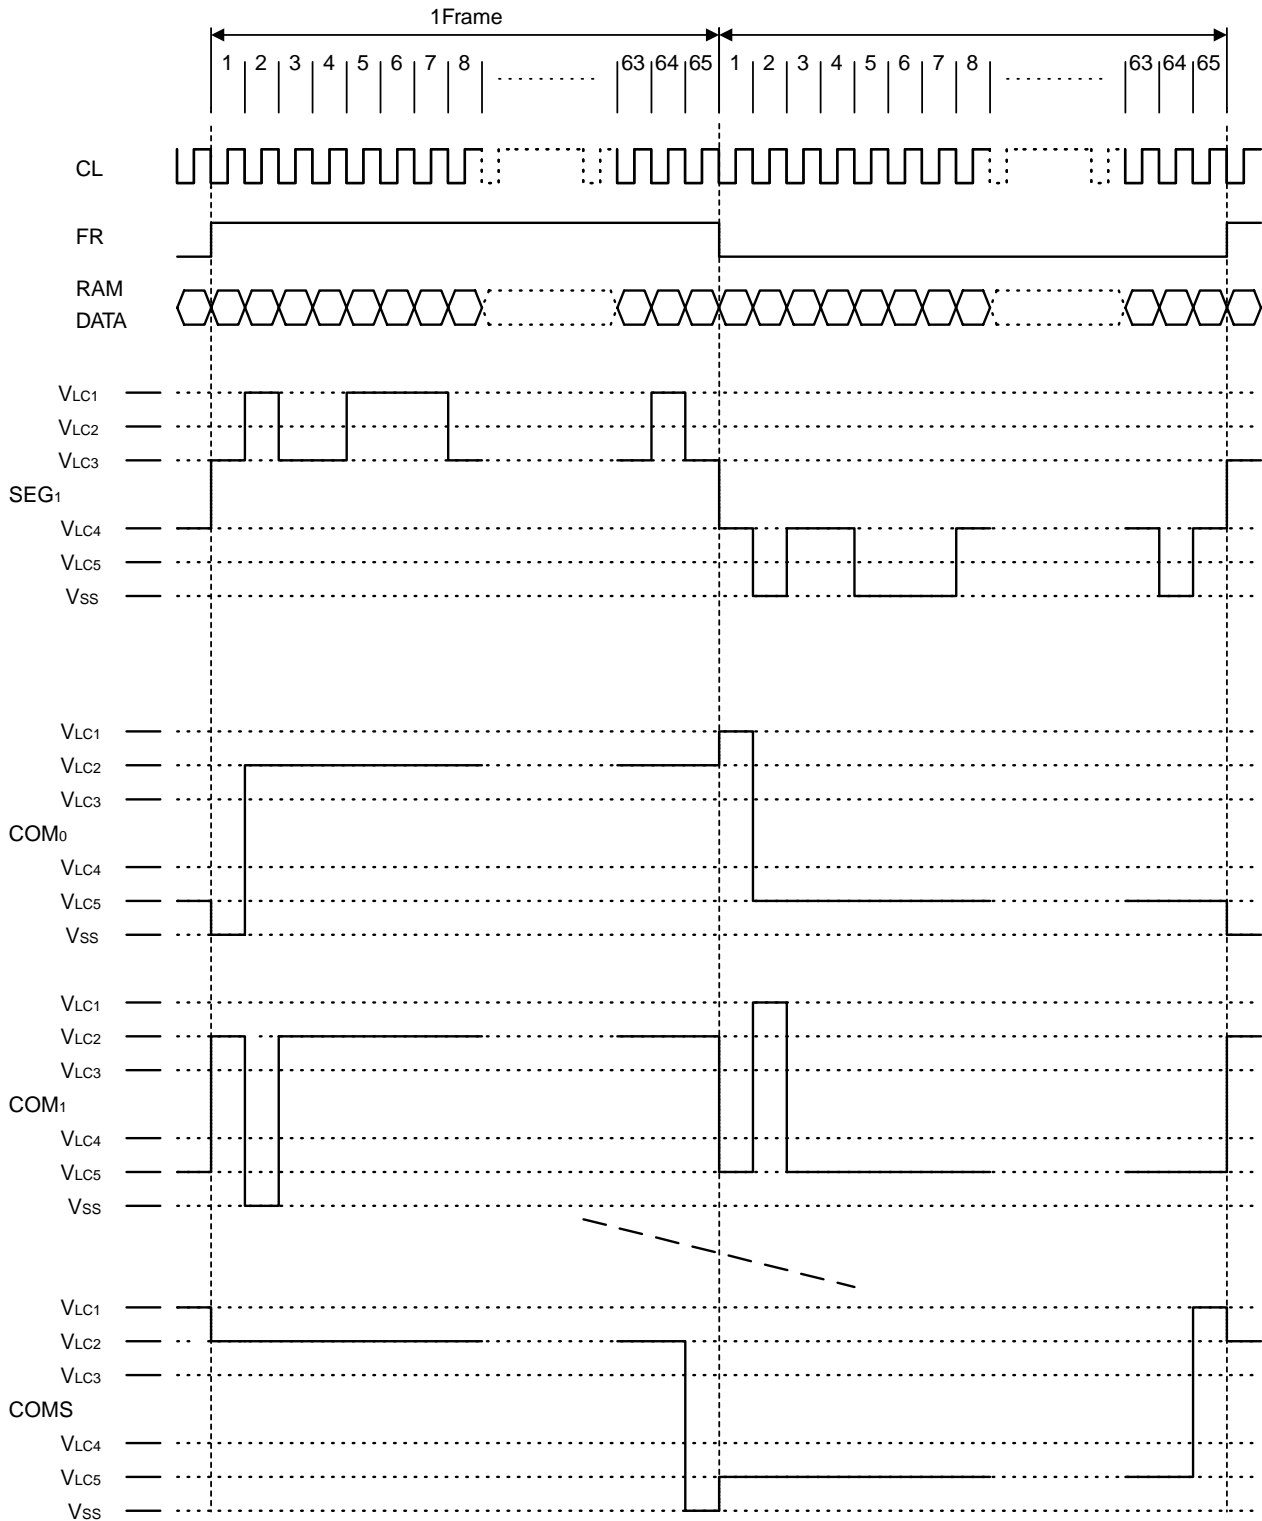 1Frame
1 2 3 4 5 6 7 8 63 64 65 1 2 3 4 5 6 7 8 63 64 65
CL
FR
RAM
DATA
VLC1
VLC2
VLC3
SEG1
VLC4
VLC5
VSS
VLC1
VLC2
VLC3
COM0
VLC4
VLC5
VSS
VLC1
VLC2
VLC3
COM1
VLC4
VLC5
VSS
VLC1
VLC2
VLC3
COMS
VLC4
VLC5
VSS